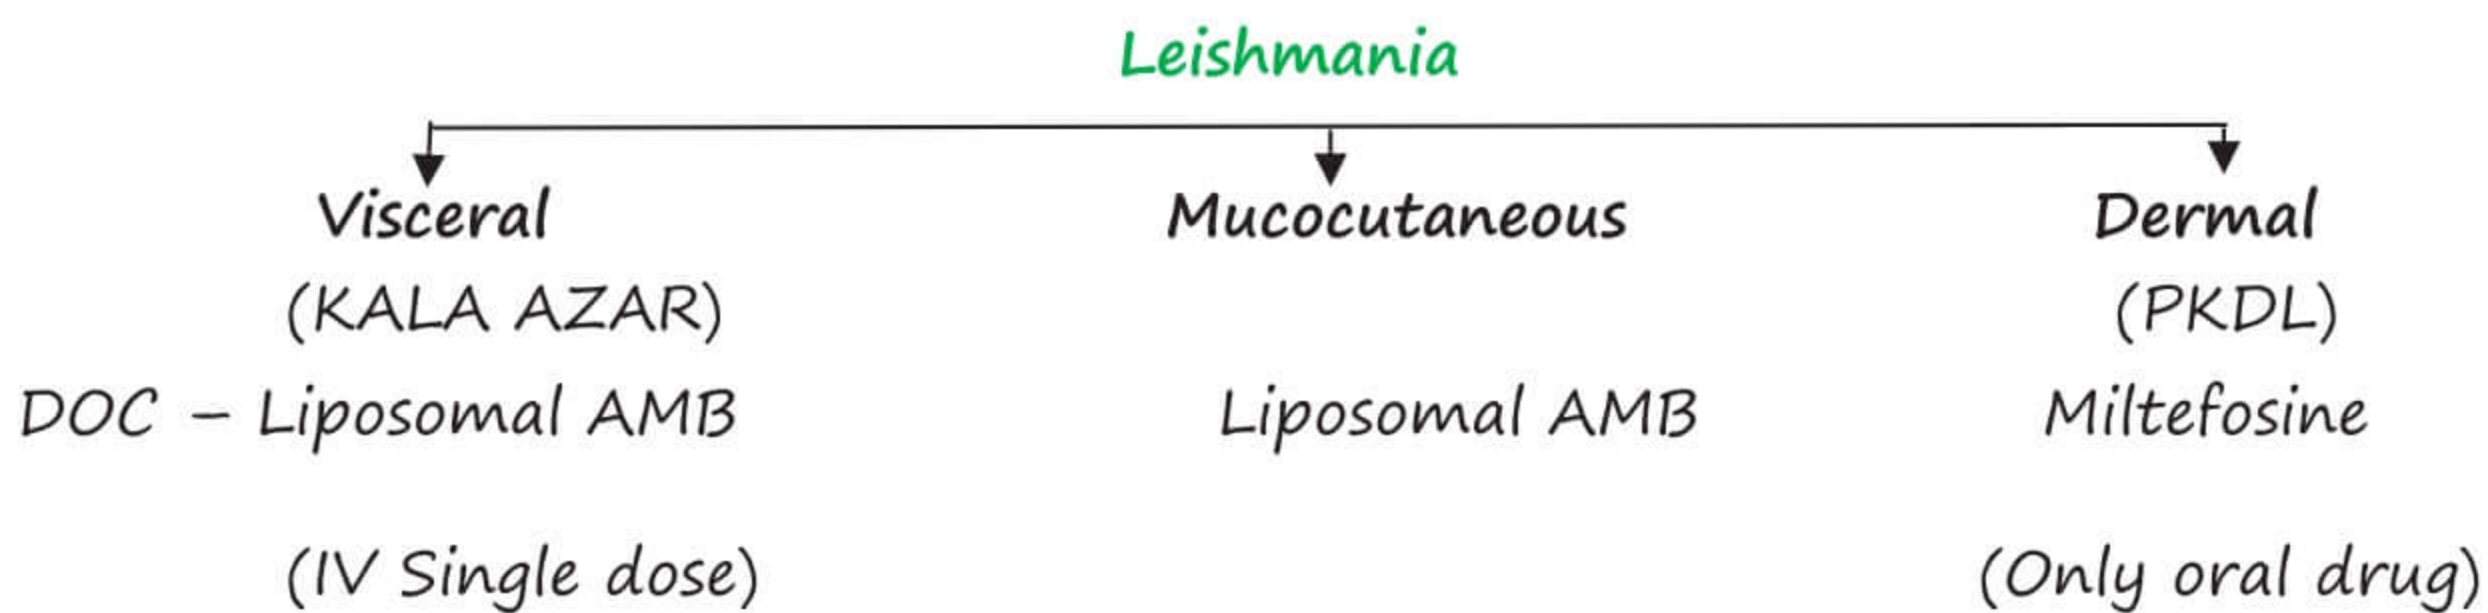 Leishmania
Visceral Mucocutaneous Dermal
(KALA AZAR) (PKDL)
DOC – Liposomal AMB Liposomal AMB Miltefosine
(IV Single dose) (Only oral drug)